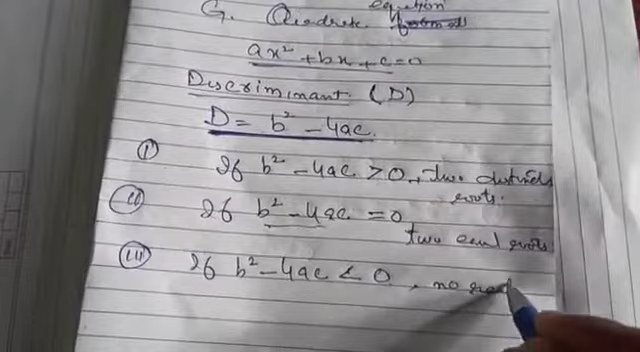 equation
G. Quadratic
ax² + bx + c = 0
Discriminant (D)
D = b² - 4ac.
(i) If b² - 4ac > 0, two distinct
roots.
(ii) If b² - 4ac = 0
two eaul roots
(iii) If b² - 4ac < 0, no